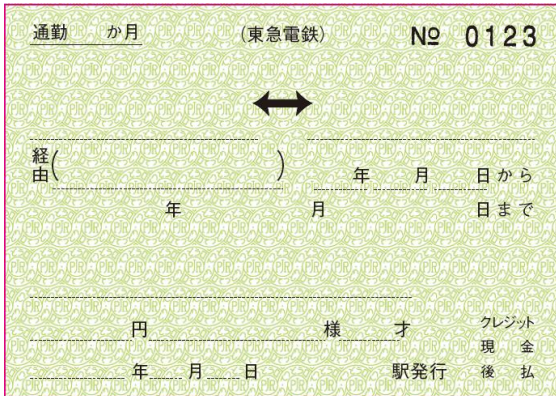 通勤 か月 (東急電鉄) № 0123
経由( ) 年 月 日から
年 月 日まで
円 様 才 クレジット
現 金
年 月 日 駅発行 後 払